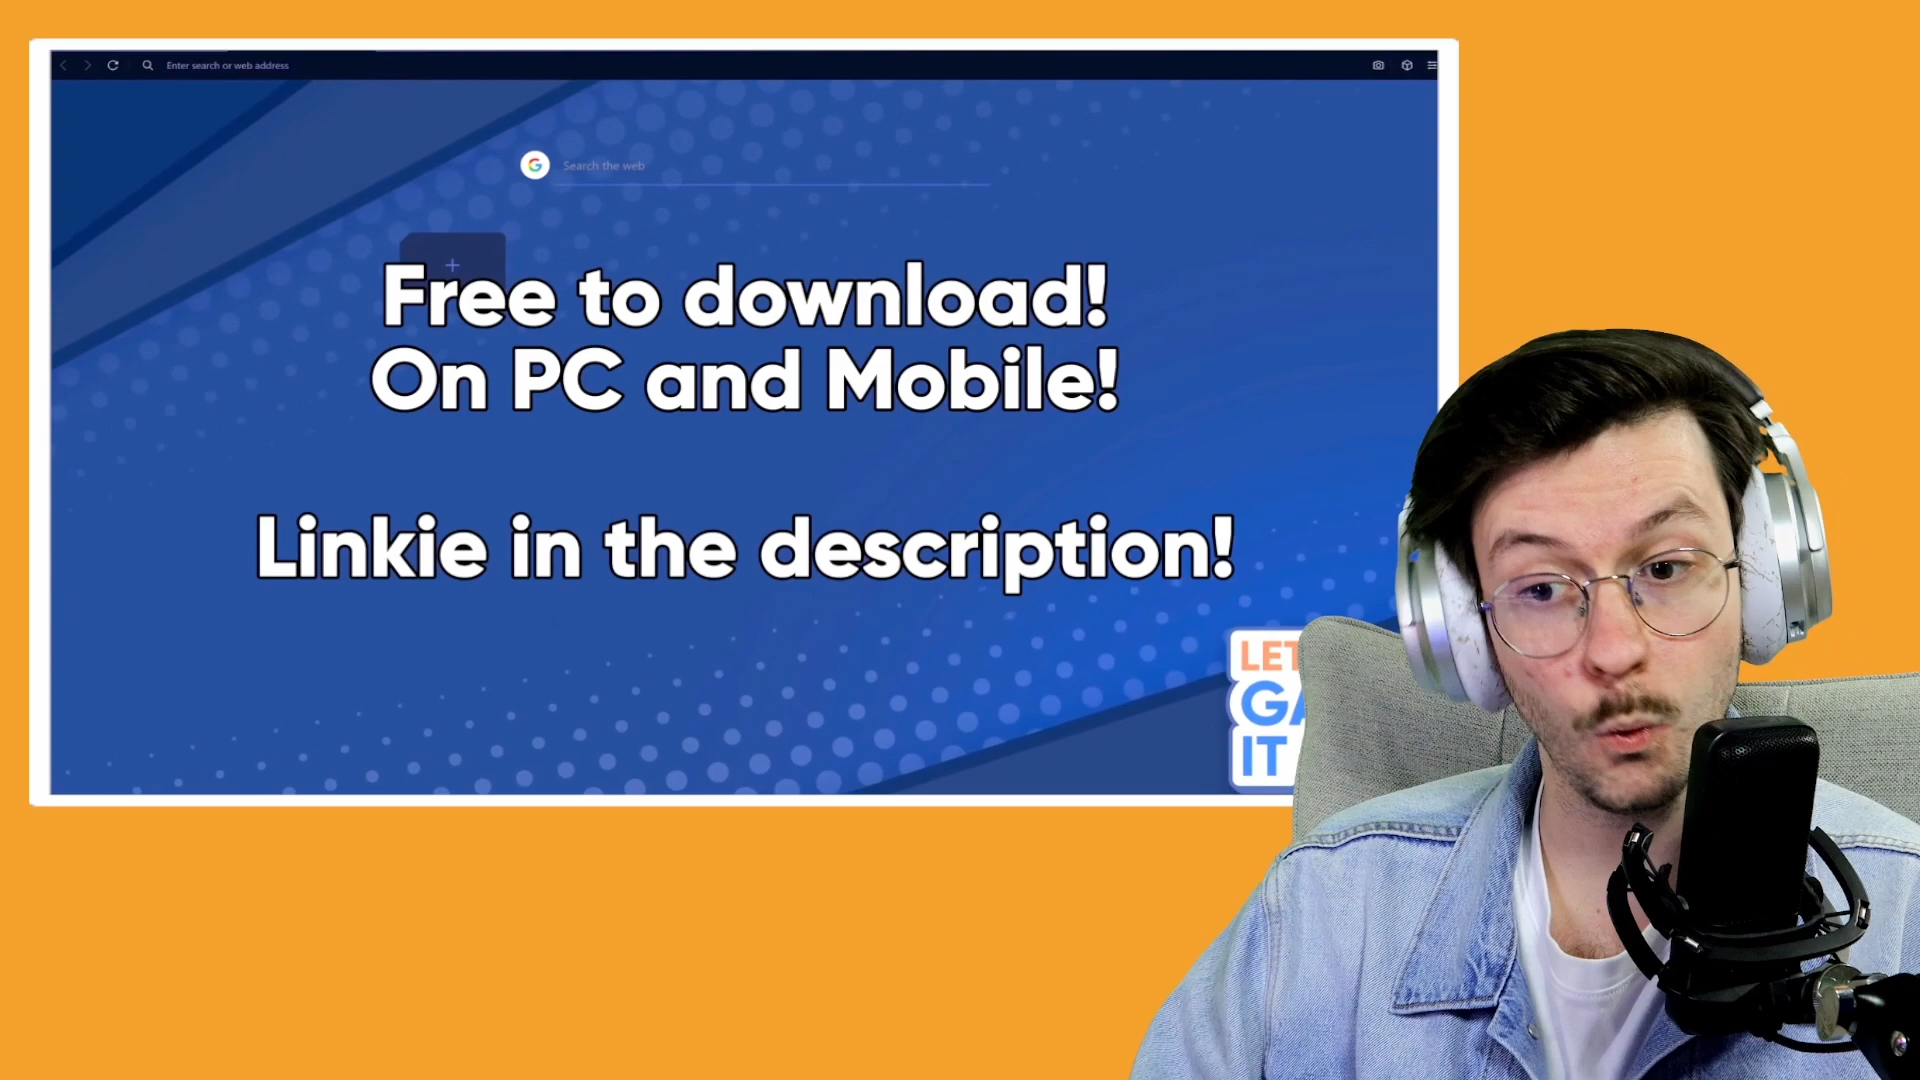 Enter search or web address
Search the web
Free to download!
On PC and Mobile!
Linkie in the description!
LET
GA
IT